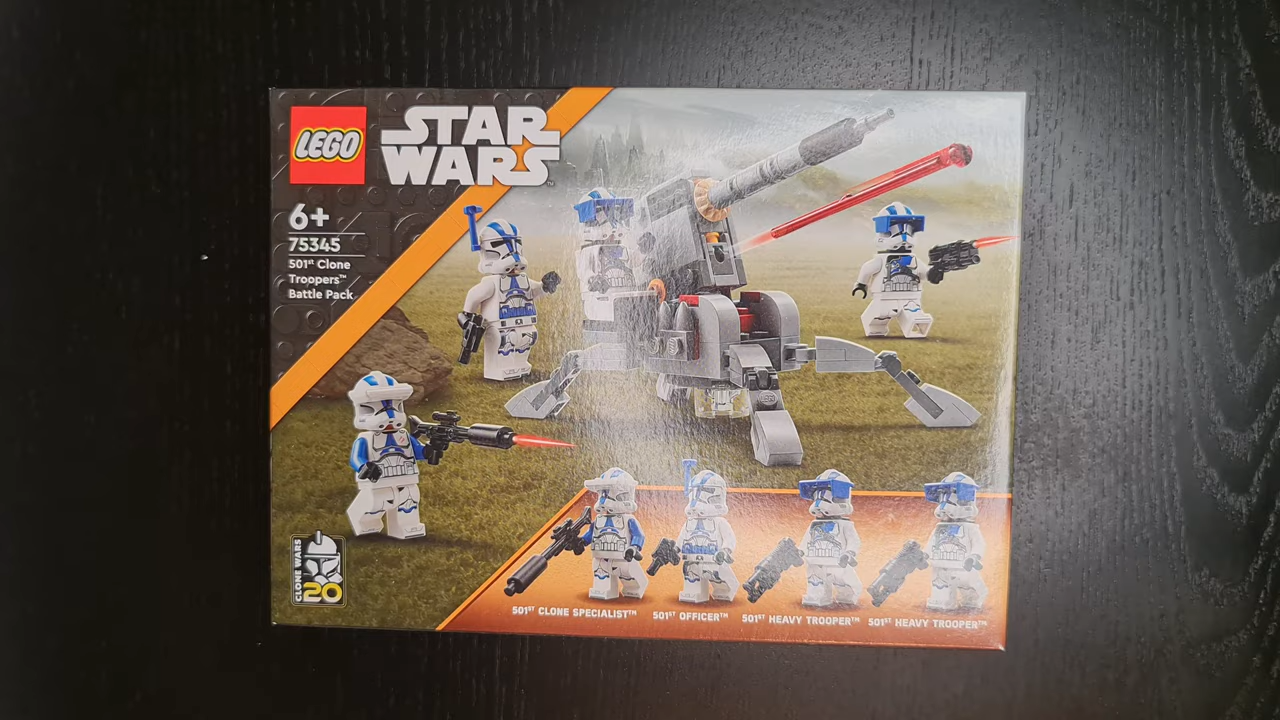 LEGO
STAR
WARS™
6+
75345
501st Clone
Troopers™
Battle Pack
CLONE WARS
20
501ST CLONE SPECIALIST™
501ST OFFICER™
501ST HEAVY TROOPER™
501ST HEAVY TROOPER™